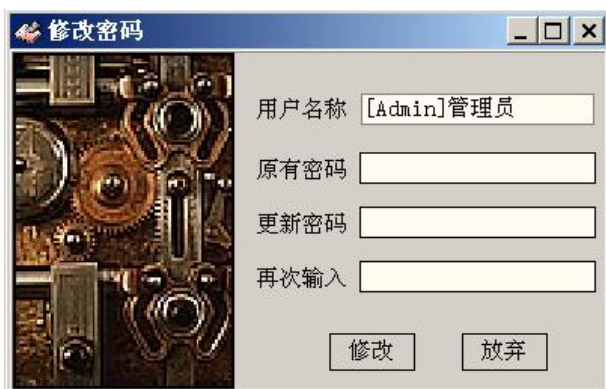 修改密码
用户名称 [Admin]管理员
原有密码
更新密码
再次输入
修改 放弃